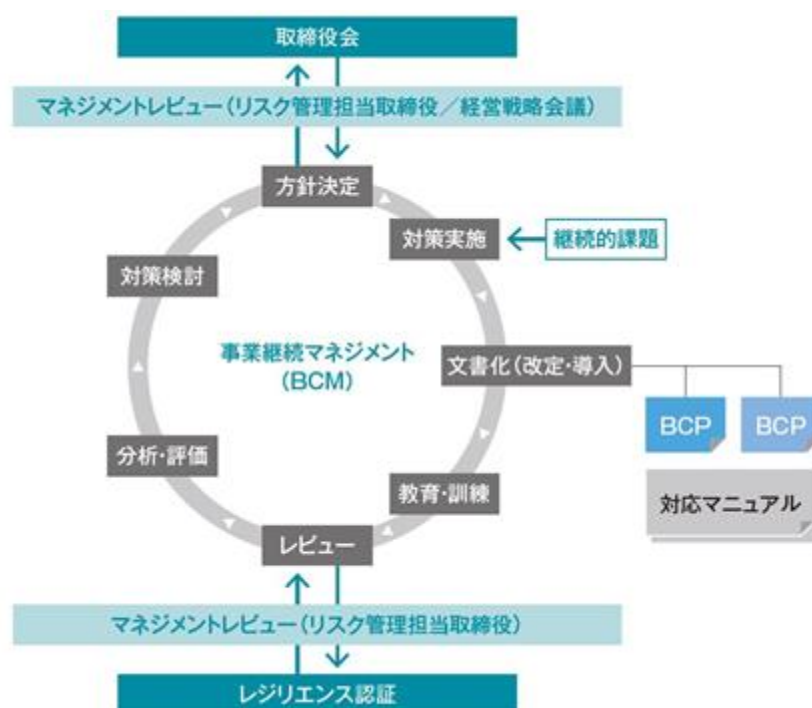 取締役会
マネジメントレビュー（リスク管理担当取締役／経営戦略会議）
方針決定
対策実施
継続的課題
対策検討
事業継続マネジメント
（BCM）
文書化（改定・導入）
BCP
BCP
分析・評価
教育・訓練
対応マニュアル
レビュー
マネジメントレビュー（リスク管理担当取締役）
レジリエンス認証